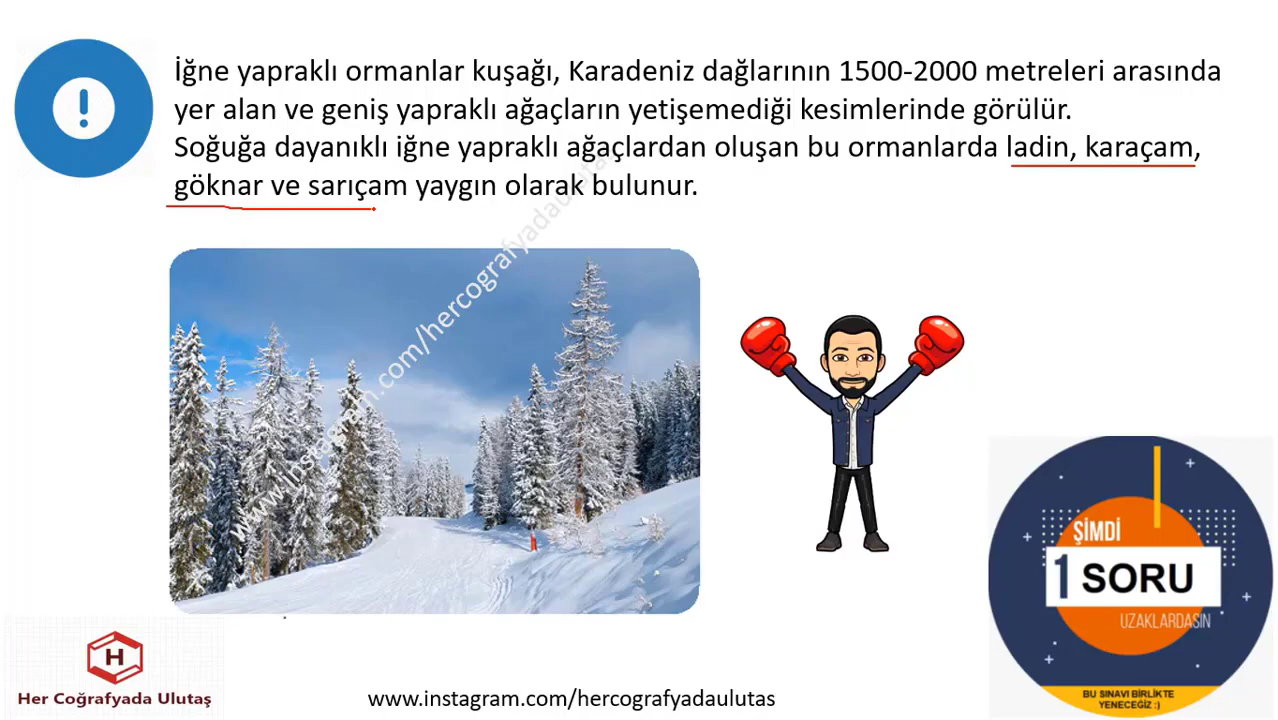 İğne yapraklı ormanlar kuşağı, Karadeniz dağlarının 1500-2000 metreleri arasında
yer alan ve geniş yapraklı ağaçların yetişemediği kesimlerinde görülür.
Soğuğa dayanıklı iğne yapraklı ağaçlardan oluşan bu ormanlarda ladin, karaçam,
göknar ve sarıçam yaygın olarak bulunur.
www.instagram.com/hercografyadaulutas
ŞİMDİ
1 SORU
UZAKLARDASIN
BU SINAVI BİRLİKTE
YENECEĞİZ :)
H
Her Coğrafyada Ulutaş
www.instagram.com/hercografyadaulutas